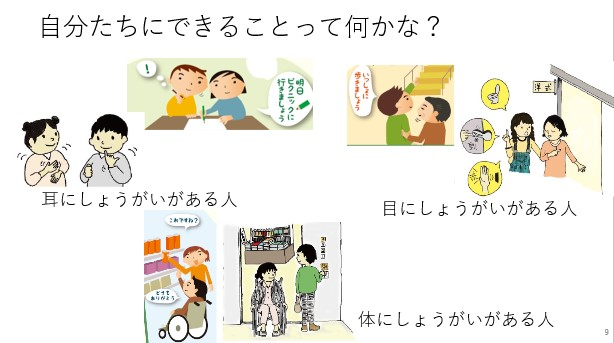 自分たちにできることって何かな？
！
明日
ピクニックに
行きましょう
いっしょに
歩きましょう
洋式
耳にしょうがいがある人
目にしょうがいがある人
これですね？
どうも
ありがとう
体にしょうがいがある人
9